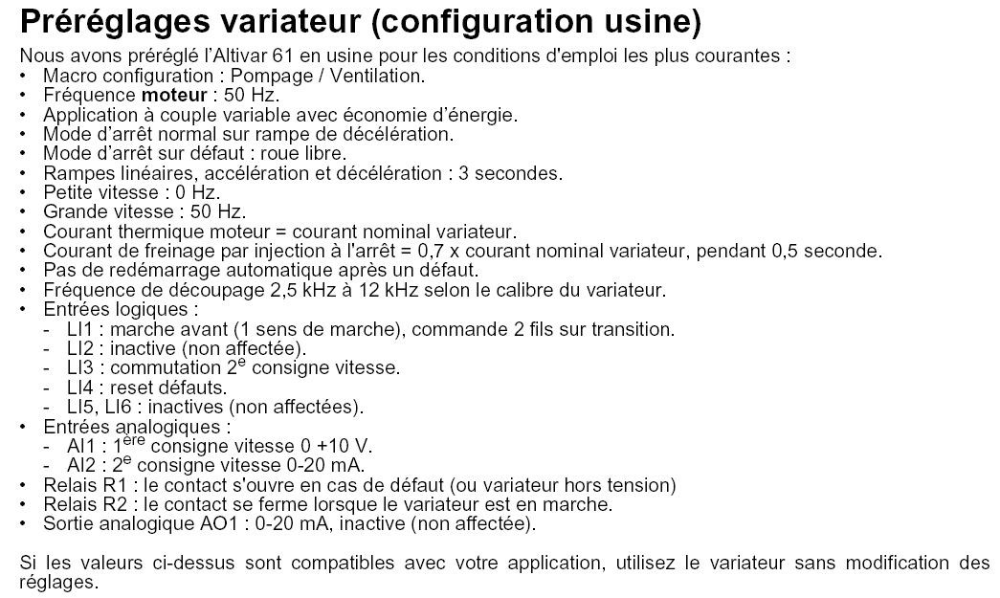 Préréglages variateur (configuration usine)
Nous avons préréglé l'Altivar 61 en usine pour les conditions d'emploi les plus courantes :
• Macro configuration : Pompage / Ventilation.
• Fréquence moteur : 50 Hz.
• Application à couple variable avec économie d'énergie.
• Mode d'arrêt normal sur rampe de décélération.
• Mode d'arrêt sur défaut : roue libre.
• Rampes linéaires, accélération et décélération : 3 secondes.
• Petite vitesse : 0 Hz.
• Grande vitesse : 50 Hz.
• Courant thermique moteur = courant nominal variateur.
• Courant de freinage par injection à l'arrêt = 0,7 x courant nominal variateur, pendant 0,5 seconde.
• Pas de redémarrage automatique après un défaut.
• Fréquence de découpage 2,5 kHz à 12 kHz selon le calibre du variateur.
• Entrées logiques :
- LI1 : marche avant (1 sens de marche), commande 2 fils sur transition.
- LI2 : inactive (non affectée).
- LI3 : commutation 2e consigne vitesse.
- LI4 : reset défauts.
- LI5, LI6 : inactives (non affectées).
• Entrées analogiques :
- AI1 : 1ère consigne vitesse 0 +10 V.
- AI2 : 2e consigne vitesse 0-20 mA.
• Relais R1 : le contact s'ouvre en cas de défaut (ou variateur hors tension)
• Relais R2 : le contact se ferme lorsque le variateur est en marche.
• Sortie analogique AO1 : 0-20 mA, inactive (non affectée).
Si les valeurs ci-dessus sont compatibles avec votre application, utilisez le variateur sans modification des
réglages.